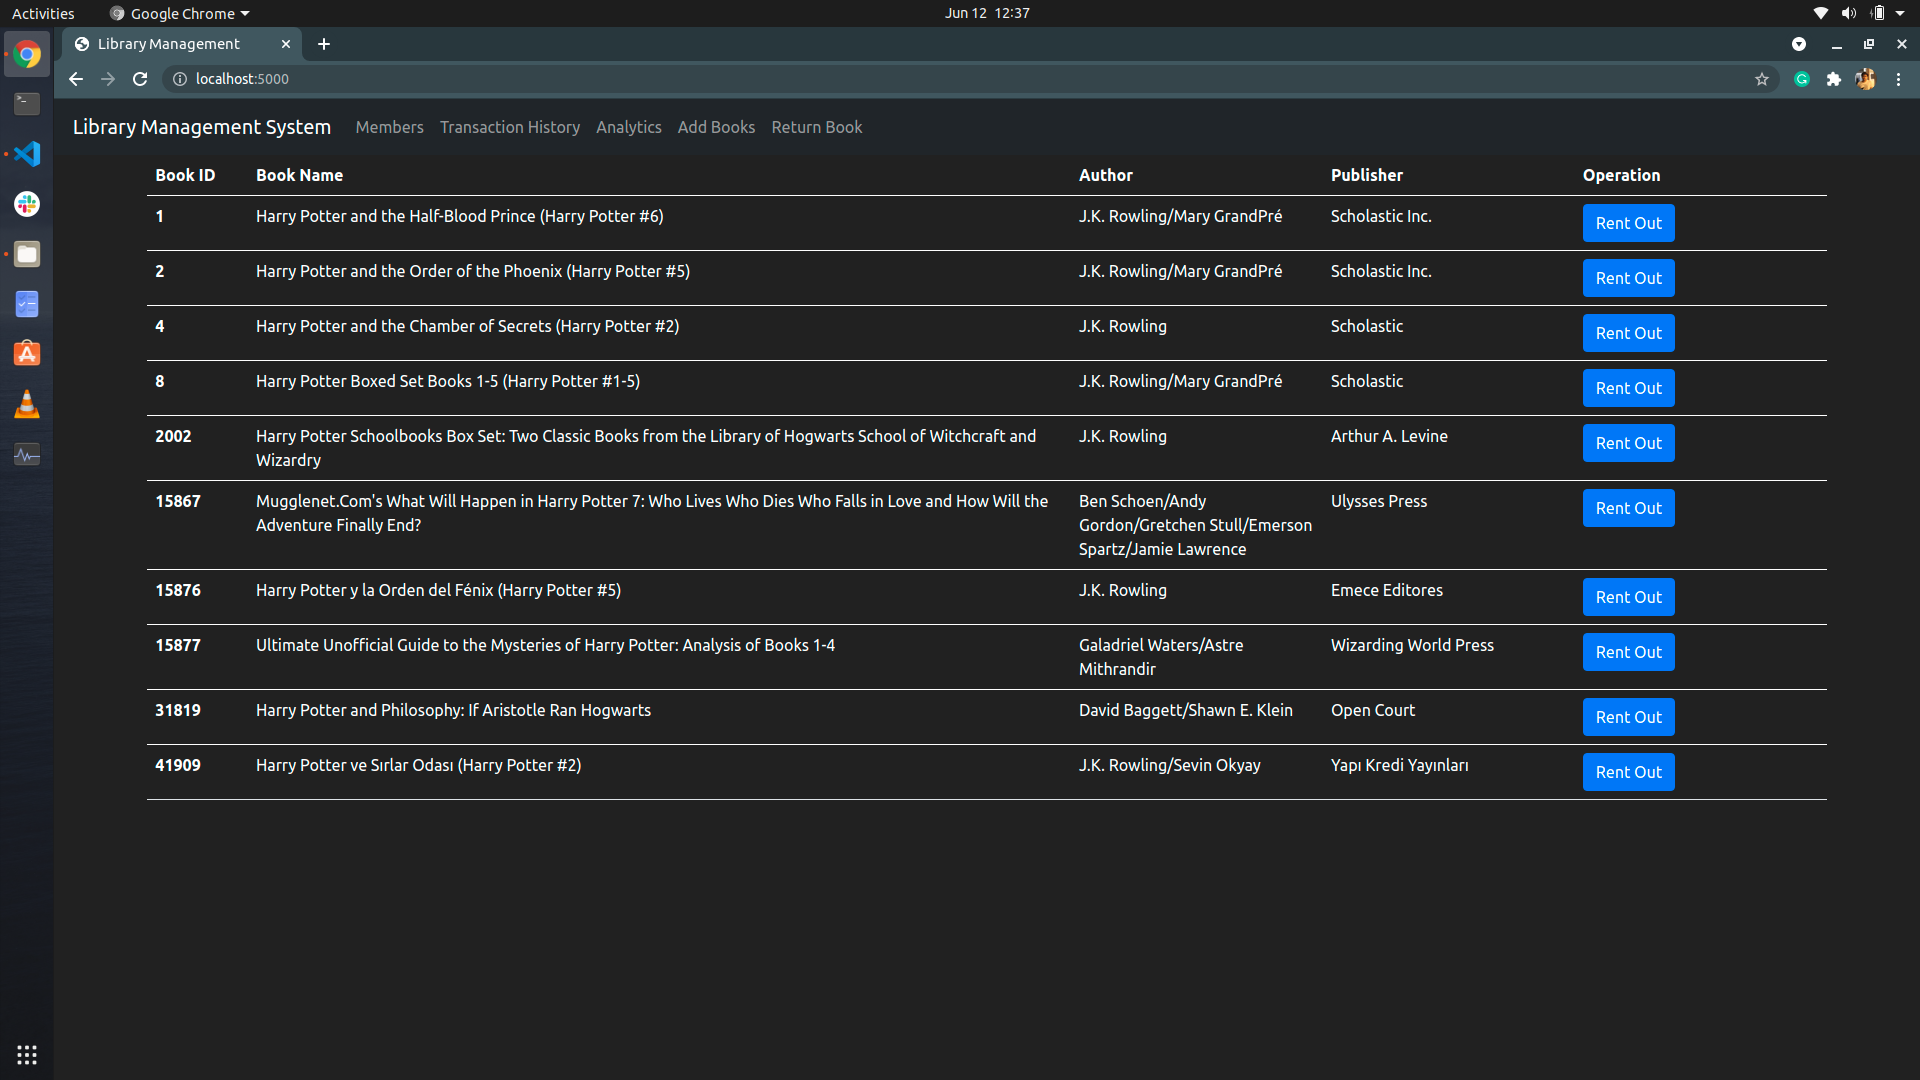 Activities Google Chrome Jun 12 12:37
Library Management
localhost:5000
Library Management System Members Transaction History Analytics Add Books Return Book
Book ID Book Name Author Publisher Operation
1 Harry Potter and the Half-Blood Prince (Harry Potter #6) J.K. Rowling/Mary GrandPré Scholastic Inc. Rent Out
2 Harry Potter and the Order of the Phoenix (Harry Potter #5) J.K. Rowling/Mary GrandPré Scholastic Inc. Rent Out
4 Harry Potter and the Chamber of Secrets (Harry Potter #2) J.K. Rowling Scholastic Rent Out
8 Harry Potter Boxed Set Books 1-5 (Harry Potter #1-5) J.K. Rowling/Mary GrandPré Scholastic Rent Out
2002 Harry Potter Schoolbooks Box Set: Two Classic Books from the Library of Hogwarts School of Witchcraft and J.K. Rowling Arthur A. Levine Rent Out
Wizardry
15867 Mugglenet.Com's What Will Happen in Harry Potter 7: Who Lives Who Dies Who Falls in Love and How Will the Ben Schoen/Andy Ulysses Press Rent Out
Adventure Finally End? Gordon/Gretchen Stull/Emerson
Spartz/Jamie Lawrence
15876 Harry Potter y la Orden del Fénix (Harry Potter #5) J.K. Rowling Emece Editores Rent Out
15877 Ultimate Unofficial Guide to the Mysteries of Harry Potter: Analysis of Books 1-4 Galadriel Waters/Astre Wizarding World Press Rent Out
Mithrandir
31819 Harry Potter and Philosophy: If Aristotle Ran Hogwarts David Baggett/Shawn E. Klein Open Court Rent Out
41909 Harry Potter ve Sırlar Odası (Harry Potter #2) J.K. Rowling/Sevin Okyay Yapı Kredi Yayınları Rent Out